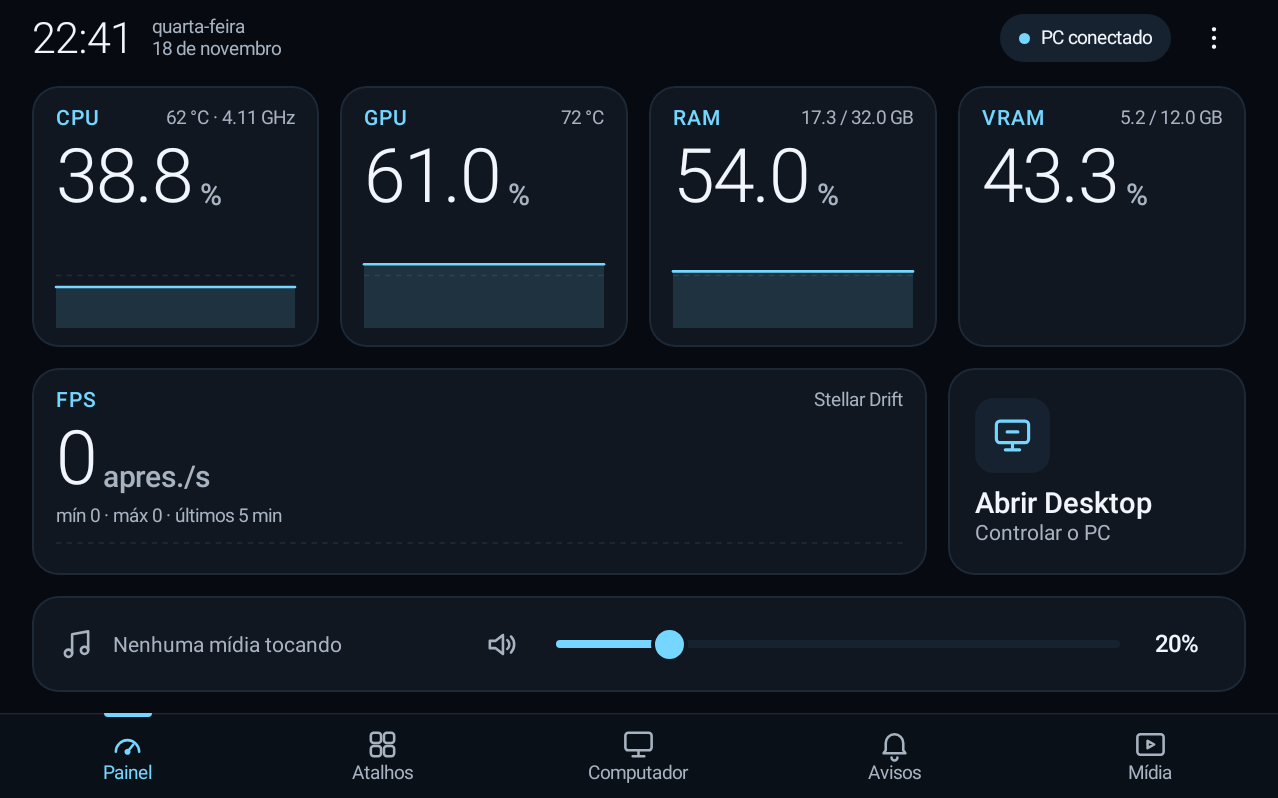 22:41
quarta-feira
18 de novembro
PC conectado
CPU
62 °C · 4.11 GHz
38.8 %
GPU
72 °C
61.0 %
RAM
17.3 / 32.0 GB
54.0 %
VRAM
5.2 / 12.0 GB
43.3 %
FPS
Stellar Drift
0 apres./s
mín 0 · máx 0 · últimos 5 min
Abrir Desktop
Controlar o PC
Nenhuma mídia tocando
20%
Painel
Atalhos
Computador
Avisos
Mídia